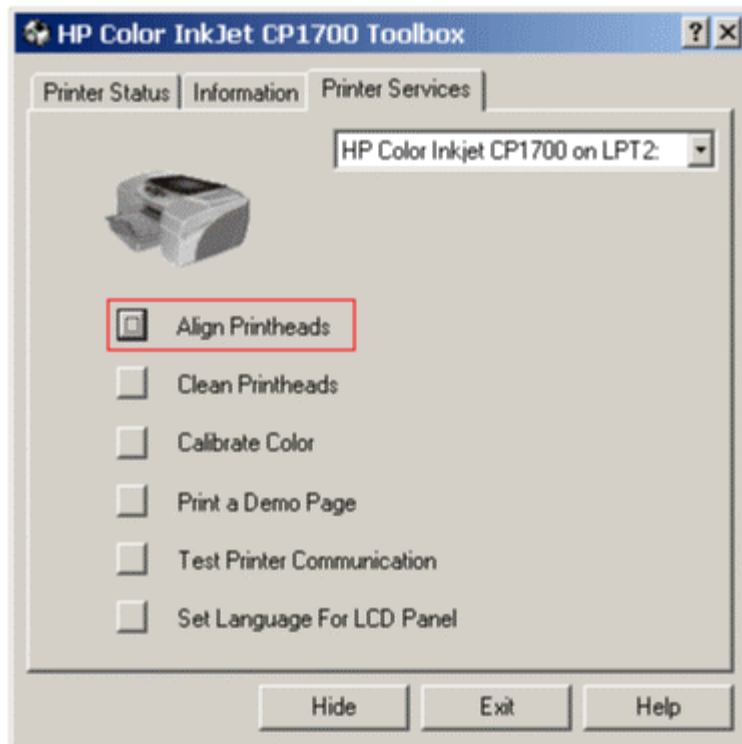 HP Color InkJet CP1700 Toolbox
Printer Status Information Printer Services
HP Color Inkjet CP1700 on LPT2:
Align Printheads
Clean Printheads
Calibrate Color
Print a Demo Page
Test Printer Communication
Set Language For LCD Panel
Hide Exit Help